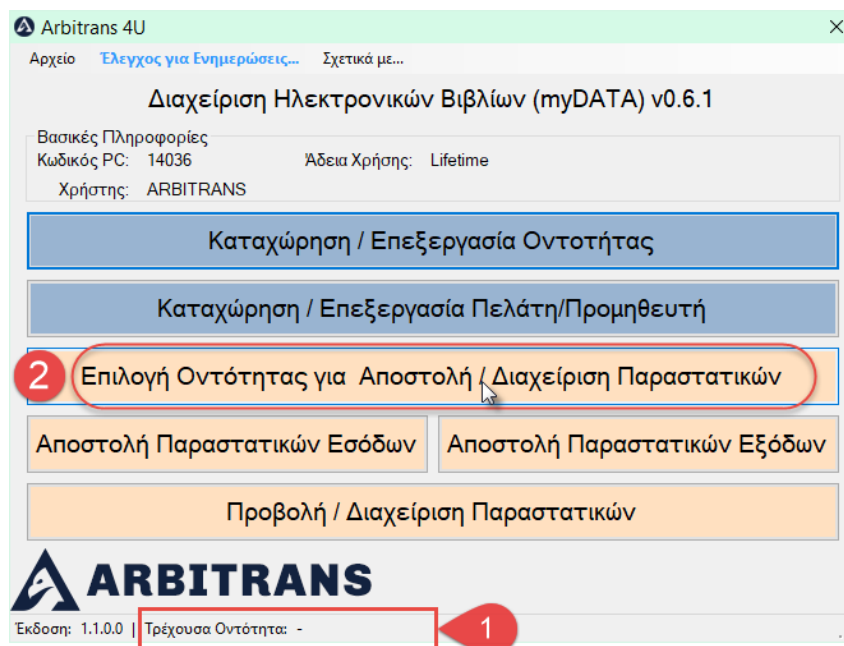 Arbitrans 4U
Αρχείο Έλεγχος για Ενημερώσεις... Σχετικά με...
Διαχείριση Ηλεκτρονικών Βιβλίων (myDATA) v0.6.1
Βασικές Πληροφορίες
Κωδικός PC: 14036 Άδεια Χρήσης: Lifetime
Χρήστης: ARBITRANS
Καταχώρηση / Επεξεργασία Οντοτήτας
Καταχώρηση / Επεξεργασία Πελάτη/Προμηθευτή
2 Επιλογή Οντότητας για Αποστολή / Διαχείριση Παραστατικών
Αποστολή Παραστατικών Εσόδων Αποστολή Παραστατικών Εξόδων
Προβολή / Διαχείριση Παραστατικών
ARBITRANS
Έκδοση: 1.1.0.0 | Τρέχουσα Οντότητα: - 1